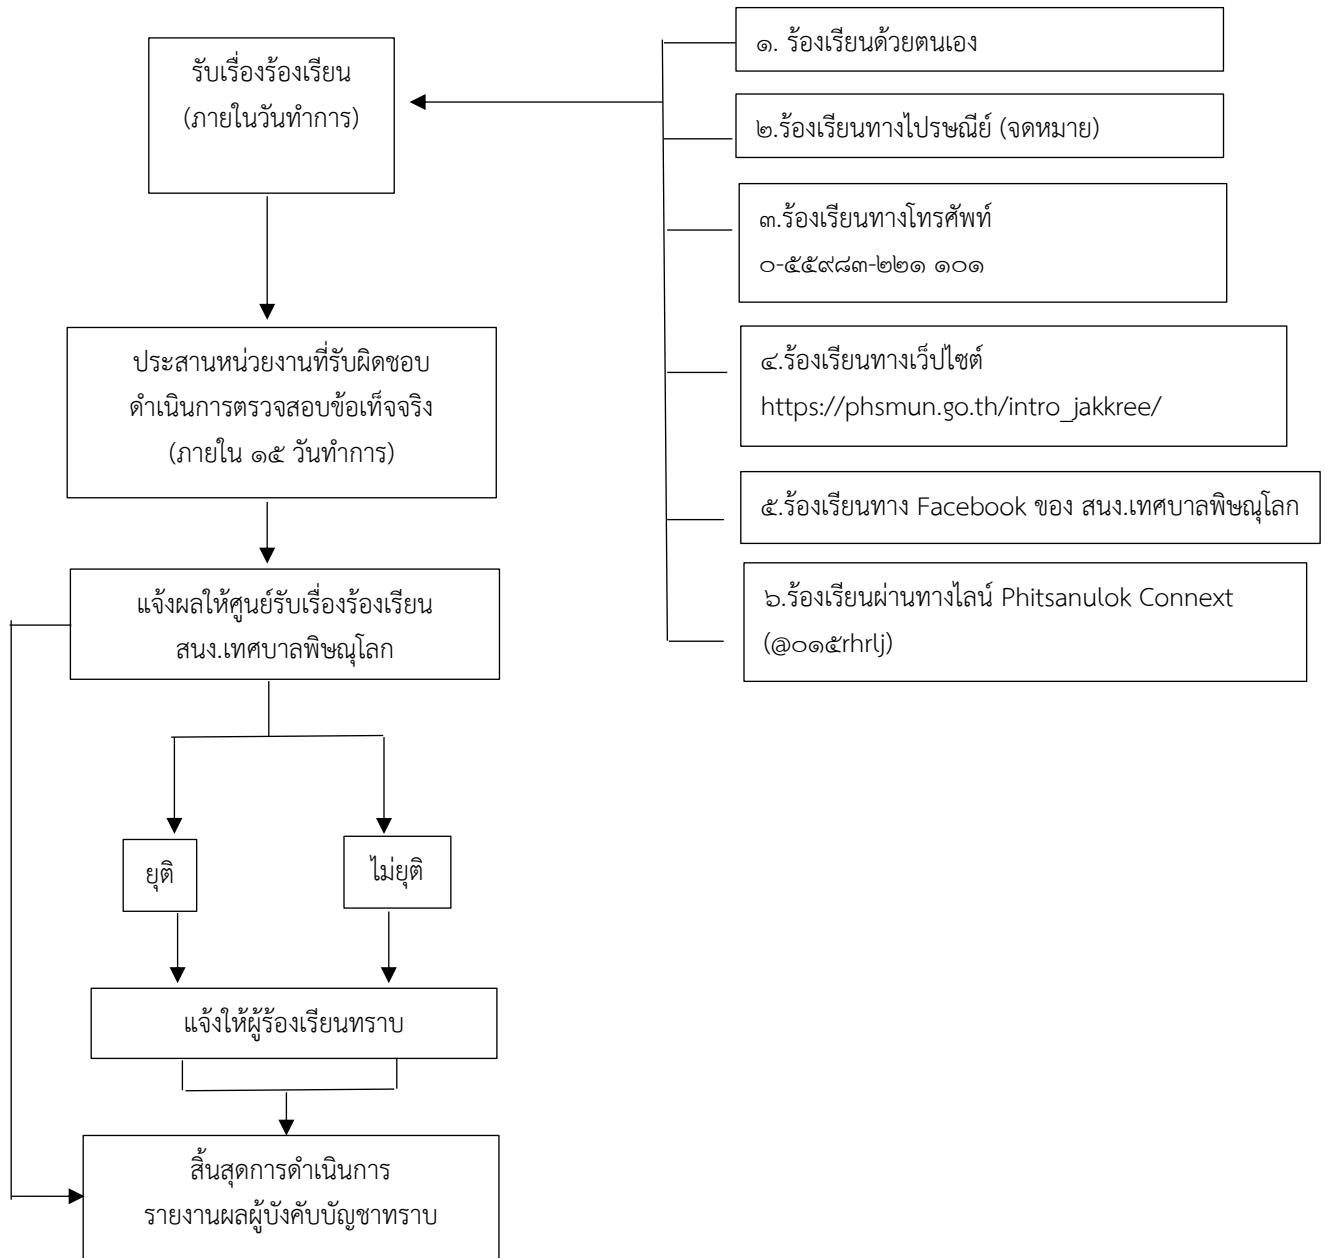 รับเรื่องร้องเรียน
(ภายในวันทำการ)
๑. ร้องเรียนด้วยตนเอง
๒.ร้องเรียนทางไปรษณีย์ (จดหมาย)
๓.ร้องเรียนทางโทรศัพท์
๐-๕๕๙๘๓-๒๒๑ ๑๐๑
๔.ร้องเรียนทางเว็ปไซต์
https://phsmun.go.th/intro_jakkree/
๕.ร้องเรียนทาง Facebook ของ สนง.เทศบาลพิษณุโลก
๖.ร้องเรียนผ่านทางไลน์ Phitsanulok Connext
(@๐๑๕rhrlj)
ประสานหน่วยงานที่รับผิดชอบ
ดำเนินการตรวจสอบข้อเท็จจริง
(ภายใน ๑๕ วันทำการ)
แจ้งผลให้ศูนย์รับเรื่องร้องเรียน
สนง.เทศบาลพิษณุโลก
ยุติ
ไม่ยุติ
แจ้งให้ผู้ร้องเรียนทราบ
สิ้นสุดการดำเนินการ
รายงานผลผู้บังคับบัญชาทราบ